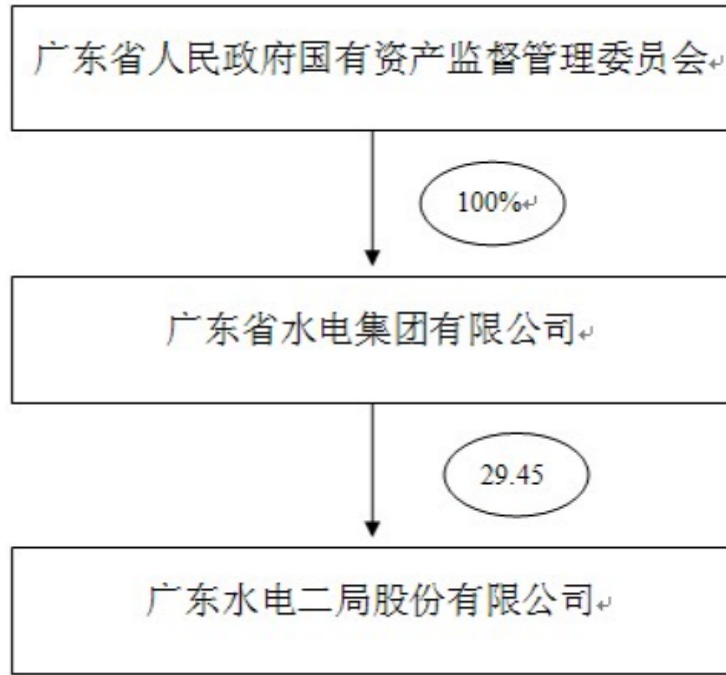 广东省人民政府国有资产监督管理委员会
100%
广东省水电集团有限公司
29.45
广东水电二局股份有限公司